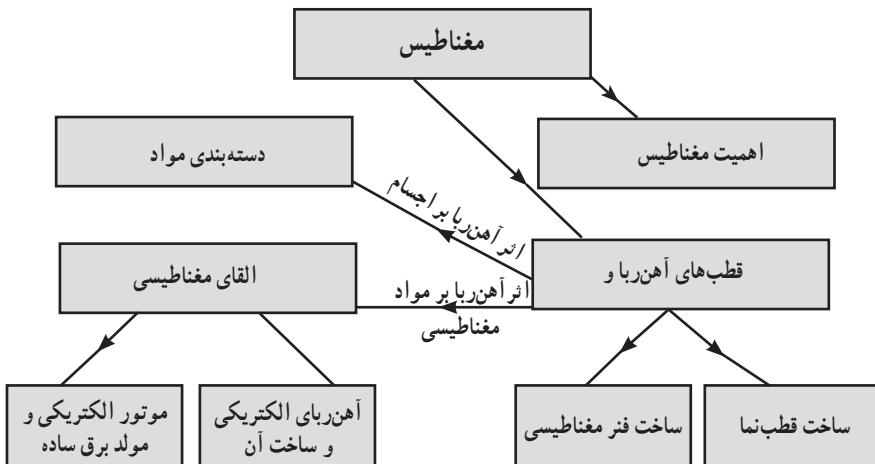 مغناطیس
اهمیت مغناطیس
دسته‌بندی مواد
اثر آهن‌ربا بر اجسام
قطب‌های آهن‌ربا و
القای مغناطیسی
اثر آهن‌ربا بر مواد
مغناطیسی
ساخت قطب‌نما
ساخت فنر مغناطیسی
آهن‌ربای الکتریکی
و ساخت آن
موتور الکتریکی و
مولد برق ساده